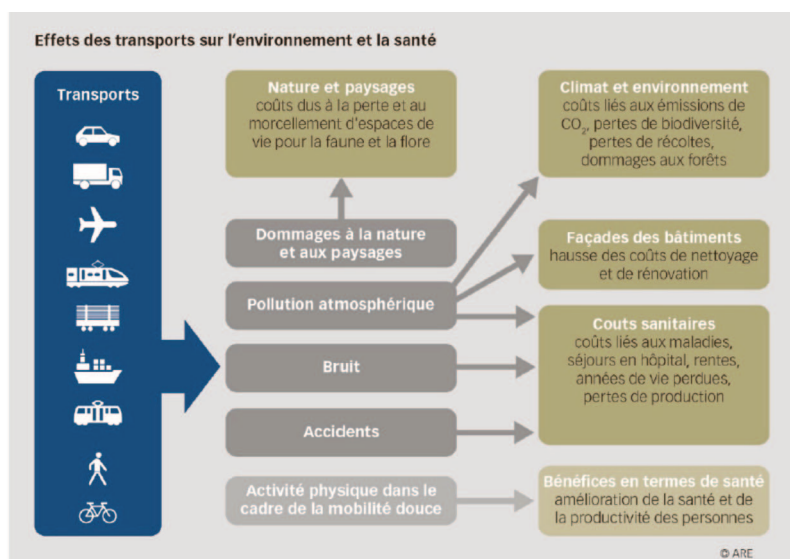 Effets des transports sur l'environnement et la santé
Transports
Nature et paysages
coûts dus à la perte et au
morcellement d'espaces de
vie pour la faune et la flore
Climat et environnement
coûts liés aux émissions de
CO₂, pertes de biodiversité,
pertes de récoltes,
dommages aux forêts
Dommages à la nature
et aux paysages
Façades des bâtiments
hausse des coûts de nettoyage
et de rénovation
Pollution atmosphérique
Couts sanitaires
coûts liés aux maladies,
séjours en hôpital, rentes,
années de vie perdues,
pertes de production
Bruit
Accidents
Activité physique dans le
cadre de la mobilité douce
Bénéfices en termes de santé
amélioration de la santé et de
la productivité des personnes
© ARE